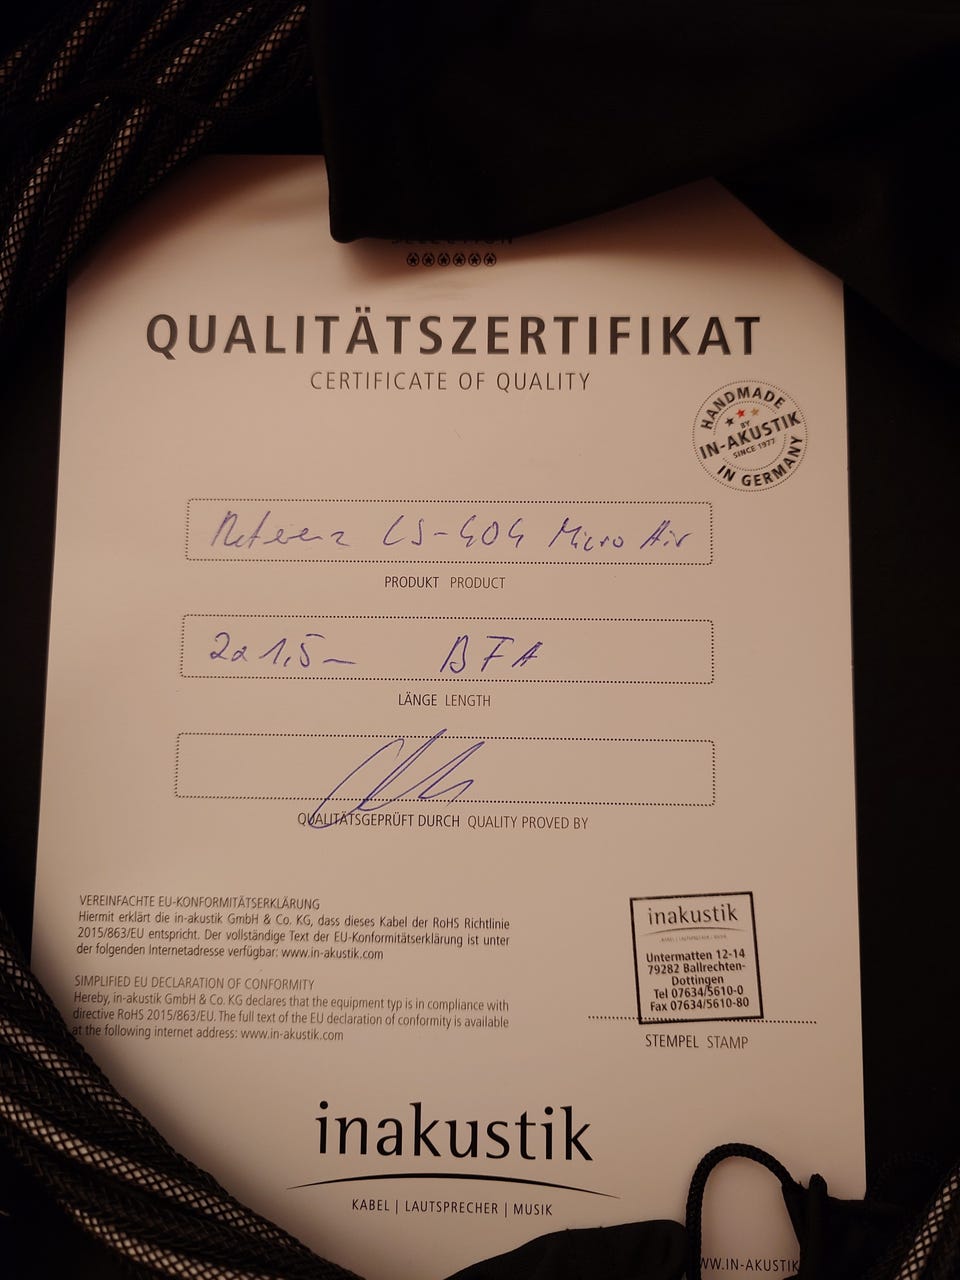 SELECTION
QUALITÄTSZERTIFIKAT
CERTIFICATE OF QUALITY
HANDMADE
BY
IN-AKUSTIK
SINCE 1977
IN GERMANY
Referenz LS-404 Micro Air
PRODUKT PRODUCT
2x 1,5m BFA
LÄNGE LENGTH
QUALITÄTSGEPRÜFT DURCH QUALITY PROVED BY
VEREINFACHTE EU-KONFORMITÄTSERKLÄRUNG
Hiermit erklärt die in-akustik GmbH & Co. KG, dass dieses Kabel der RoHS Richtlinie
2015/863/EU entspricht. Der vollständige Text der EU-Konformitätserklärung ist unter
der folgenden Internetadresse verfügbar: www.in-akustik.com
SIMPLIFIED EU DECLARATION OF CONFORMITY
Hereby, in-akustik GmbH & Co. KG declares that the equipment typ is in compliance with
directive RoHS 2015/863/EU. The full text of the EU declaration of conformity is available
at the following internet address: www.in-akustik.com
inakustik
Untermatten 12-14
79282 Ballrechten-
Dottingen
Tel 07634/5610-0
Fax 07634/5610-80
STEMPEL STAMP
inakustik
KABEL | LAUTSPRECHER | MUSIK
WW.IN-AKUSTIK